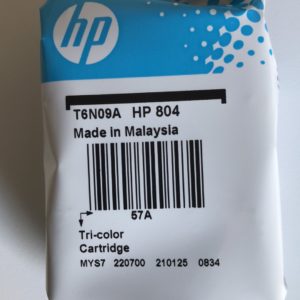 hp
T6N09A HP 804
Made in Malaysia
57A
Tri-color
Cartridge
MYS7 220700 210125 0834